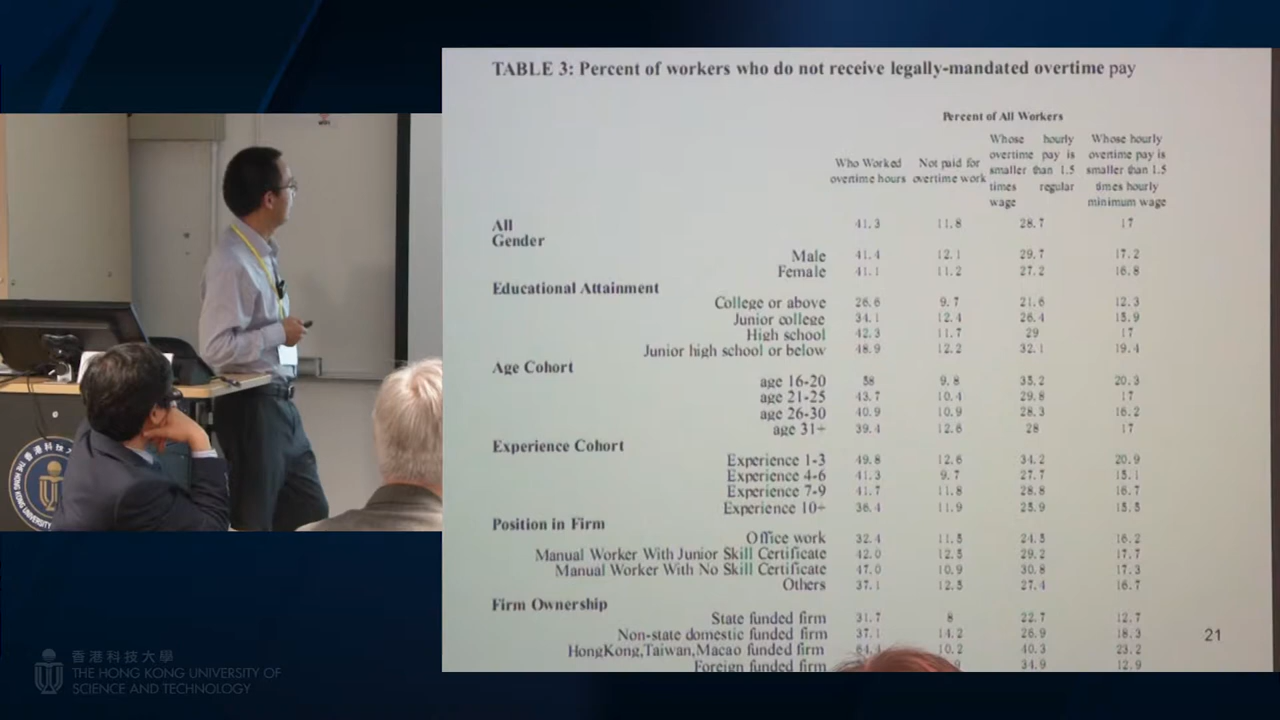 TABLE 3: Percent of workers who do not receive legally-mandated overtime pay
Percent of All Workers
Who Worked overtime hours
Not paid for overtime work
Whose hourly overtime pay is smaller than 1.5 times regular wage
Whose hourly overtime pay is smaller than 1.5 times hourly minimum wage
All 41.3 11.8 28.7 17
Gender
Male 41.4 12.1 29.7 17.2
Female 41.1 11.2 27.2 16.8
Educational Attainment
College or above 26.6 9.7 21.6 12.3
Junior college 34.1 12.4 26.4 15.9
High school 42.3 11.7 29 17
Junior high school or below 48.9 12.2 32.1 19.4
Age Cohort
age 16-20 58 9.8 35.2 20.3
age 21-25 43.7 10.4 29.8 17
age 26-30 40.9 10.9 28.3 16.2
age 31+ 39.4 12.6 28 17
Experience Cohort
Experience 1-3 49.8 12.6 34.2 20.9
Experience 4-6 41.3 9.7 27.7 15.1
Experience 7-9 41.7 11.8 28.8 16.7
Experience 10+ 36.4 11.9 25.9 15.5
Position in Firm
Office work 32.4 11.5 24.5 16.2
Manual Worker With Junior Skill Certificate 42.0 12.5 29.2 17.7
Manual Worker With No Skill Certificate 47.0 10.9 30.8 17.3
Others 37.1 12.5 27.4 16.7
Firm Ownership
State funded firm 31.7 8 22.7 12.7
Non-state domestic funded firm 37.1 14.2 26.9 18.3
HongKong,Taiwan,Macao funded firm 10.2 40.3 23.2
Foreign funded firm 34.9 12.9
21
香港科技大學
THE HONG KONG UNIVERSITY OF
SCIENCE AND TECHNOLOGY